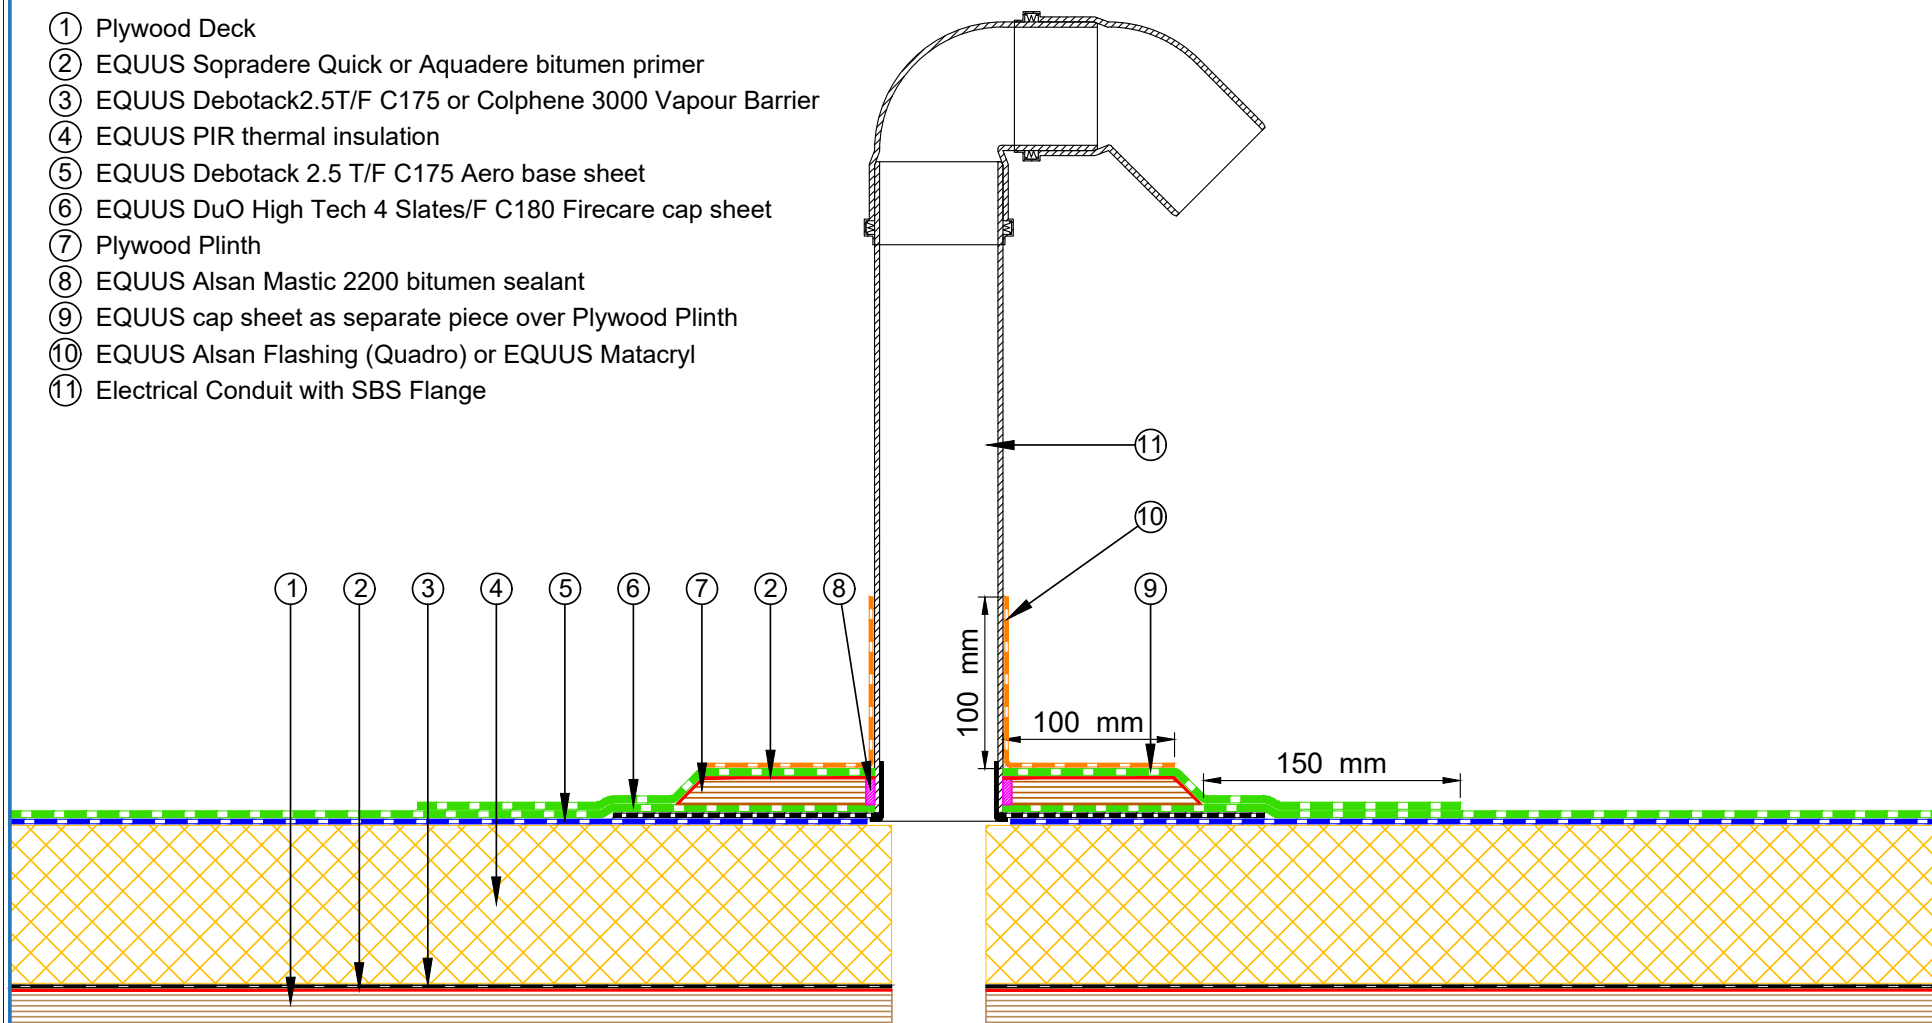 1 Plywood Deck
2 EQUUS Sopradere Quick or Aquadere bitumen primer
3 EQUUS Debotack2.5T/F C175 or Colphene 3000 Vapour Barrier
4 EQUUS PIR thermal insulation
5 EQUUS Debotack 2.5 T/F C175 Aero base sheet
6 EQUUS DuO High Tech 4 Slates/F C180 Firecare cap sheet
7 Plywood Plinth
8 EQUUS Alsan Mastic 2200 bitumen sealant
9 EQUUS cap sheet as separate piece over Plywood Plinth
10 EQUUS Alsan Flashing (Quadro) or EQUUS Matacryl
11 Electrical Conduit with SBS Flange
11
10
1 2 3 4 5 6 7 2 8 9
100 mm
100 mm
150 mm